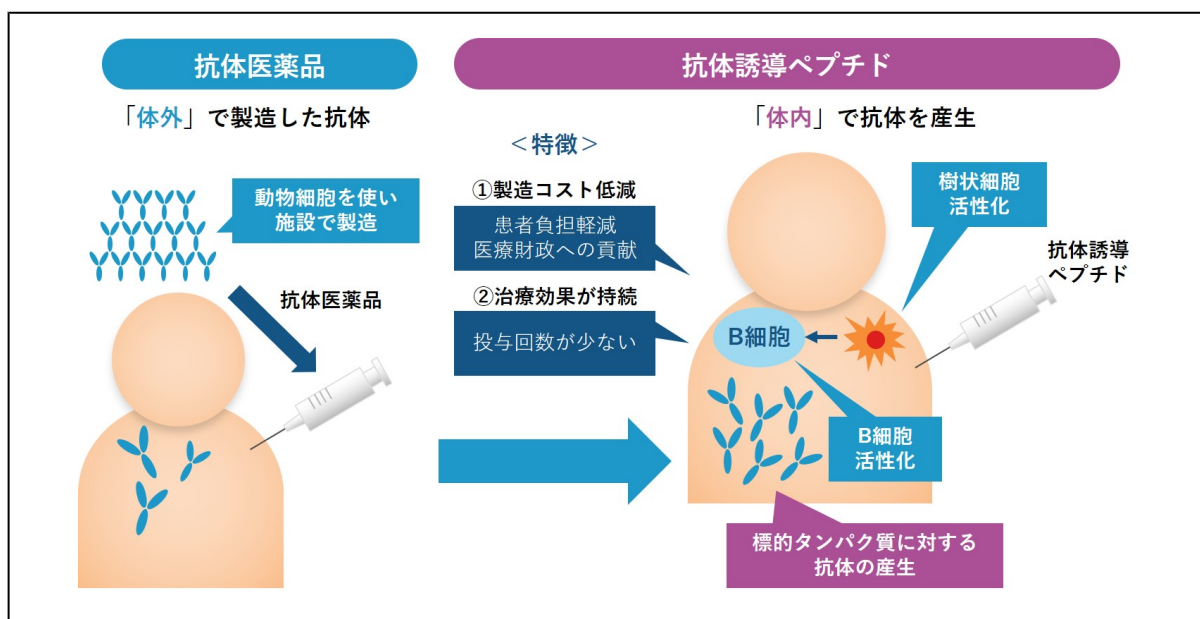 抗体医薬品
「体外」で製造した抗体
動物細胞を使い
施設で製造
抗体医薬品
抗体誘導ペプチド
「体内」で抗体を産生
＜特徴＞
①製造コスト低減
患者負担軽減
医療財政への貢献
②治療効果が持続
投与回数が少ない
樹状細胞
活性化
抗体誘導
ペプチド
B細胞
B細胞
活性化
標的タンパク質に対する
抗体の産生